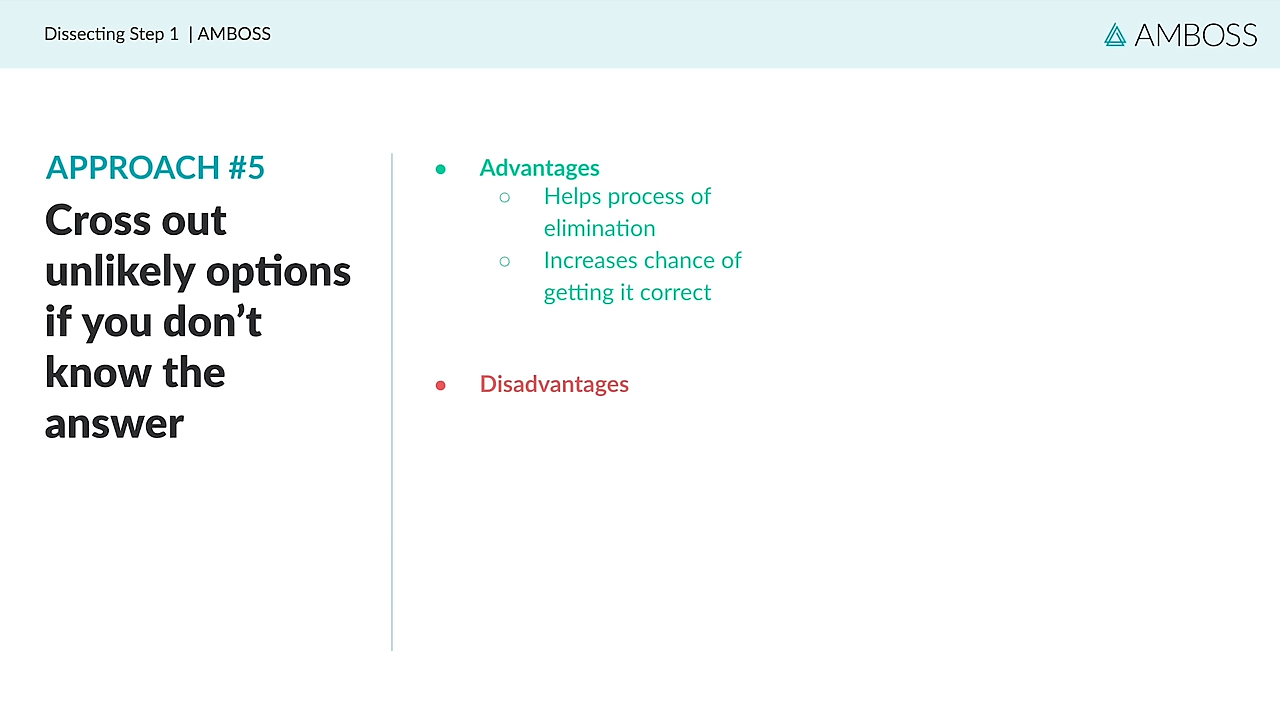 Dissecting Step 1 | AMBOSS
AMBOSS
APPROACH #5
Cross out
unlikely options
if you don’t
know the
answer
● Advantages
○ Helps process of
elimination
○ Increases chance of
getting it correct
● Disadvantages